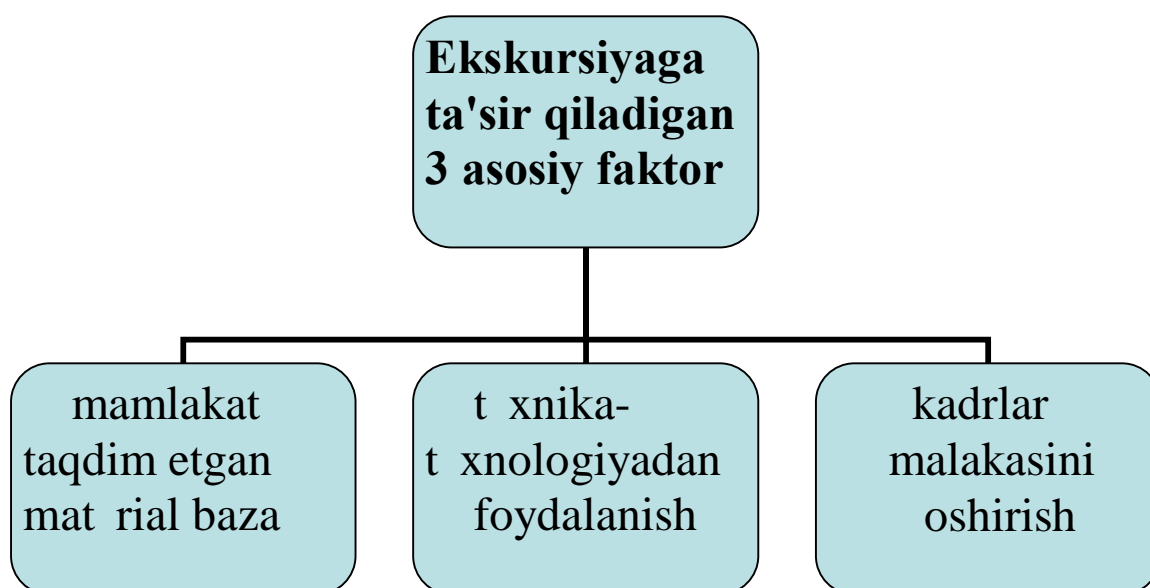 Ekskursiyaga
ta'sir qiladigan
3 asosiy faktor
mamlakat
taqdim etgan
mat rial baza
t xnika-
t xnologiyadan
foydalanish
kadrlar
malakasini
oshirish